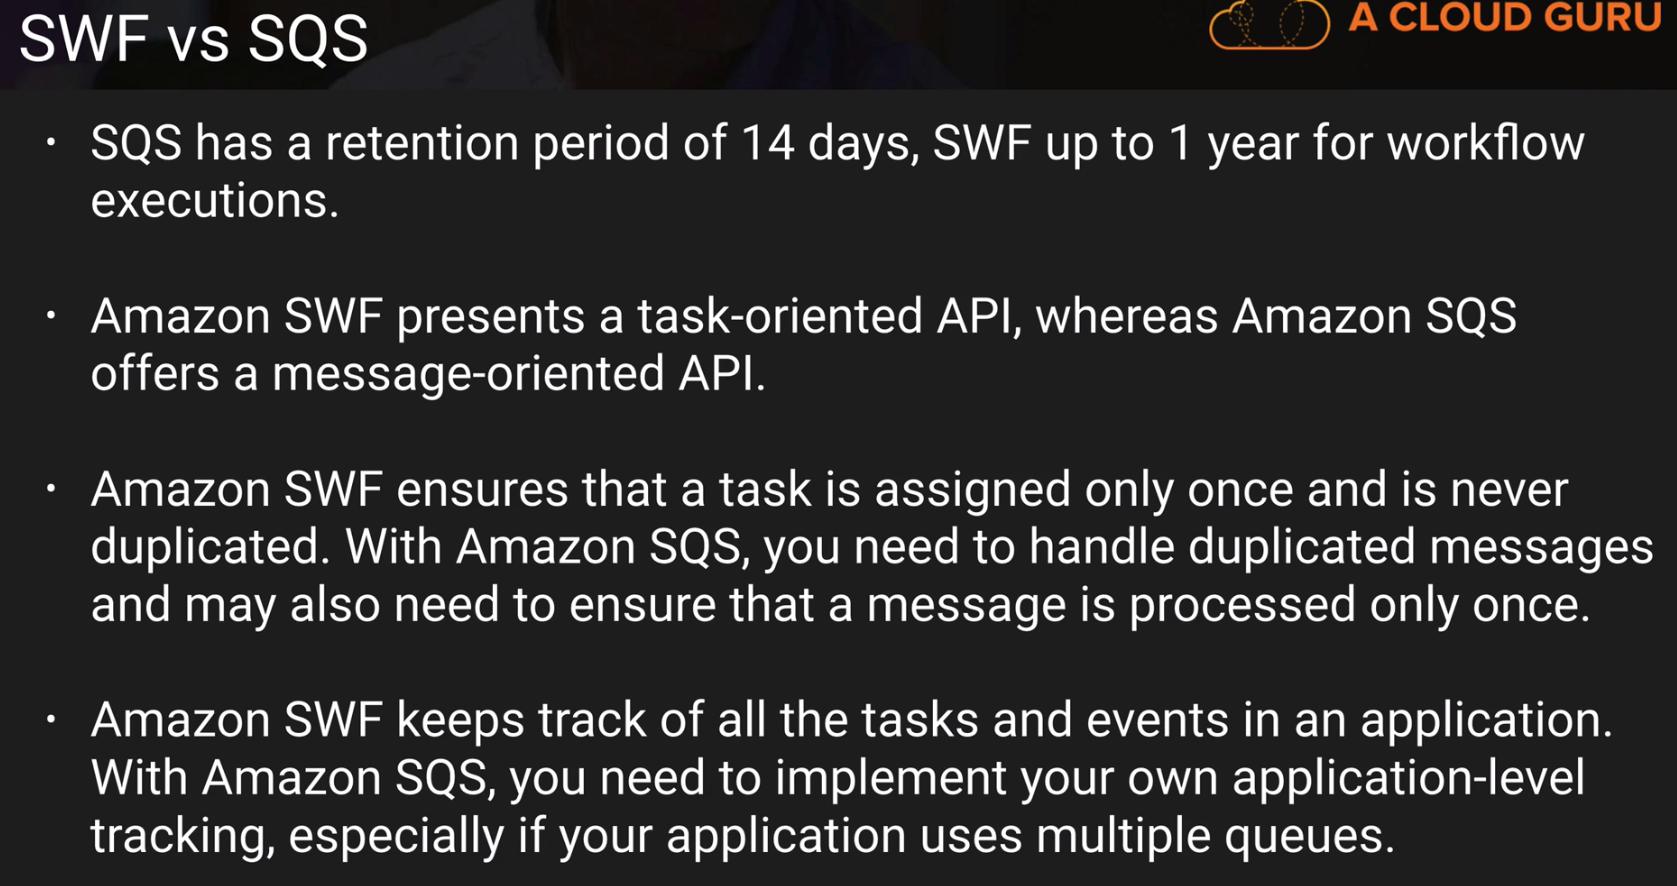 SWF vs SQS
A CLOUD GURU
• SQS has a retention period of 14 days, SWF up to 1 year for workflow
executions.
• Amazon SWF presents a task-oriented API, whereas Amazon SQS
offers a message-oriented API.
• Amazon SWF ensures that a task is assigned only once and is never
duplicated. With Amazon SQS, you need to handle duplicated messages
and may also need to ensure that a message is processed only once.
• Amazon SWF keeps track of all the tasks and events in an application.
With Amazon SQS, you need to implement your own application-level
tracking, especially if your application uses multiple queues.